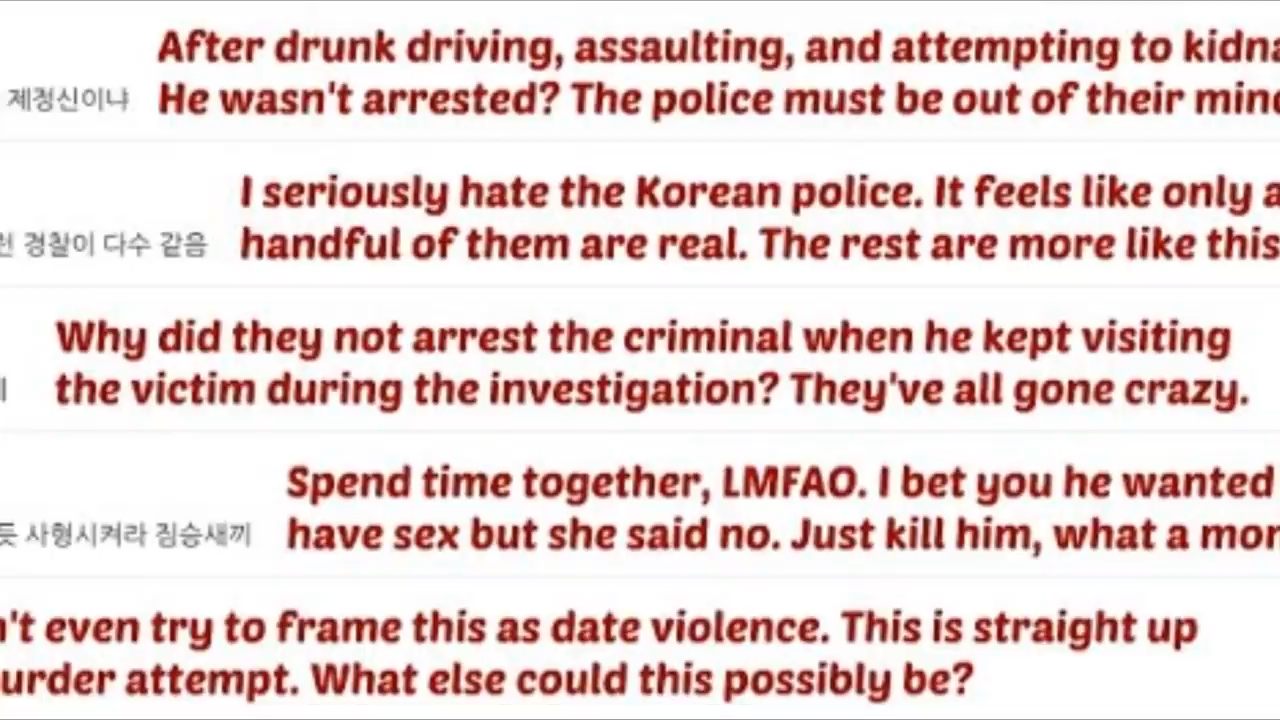 After drunk driving, assaulting, and attempting to kidna
제정신이냐 He wasn't arrested? The police must be out of their min
I seriously hate the Korean police. It feels like only a
경찰이 다수 같음 handful of them are real. The rest are more like this
Why did they not arrest the criminal when he kept visiting
the victim during the investigation? They've all gone crazy.
Spend time together, LMFAO. I bet you he wanted
듯 사형시켜라 짐승새끼 have sex but she said no. Just kill him, what a mon
n't even try to frame this as date violence. This is straight up
urder attempt. What else could this possibly be?